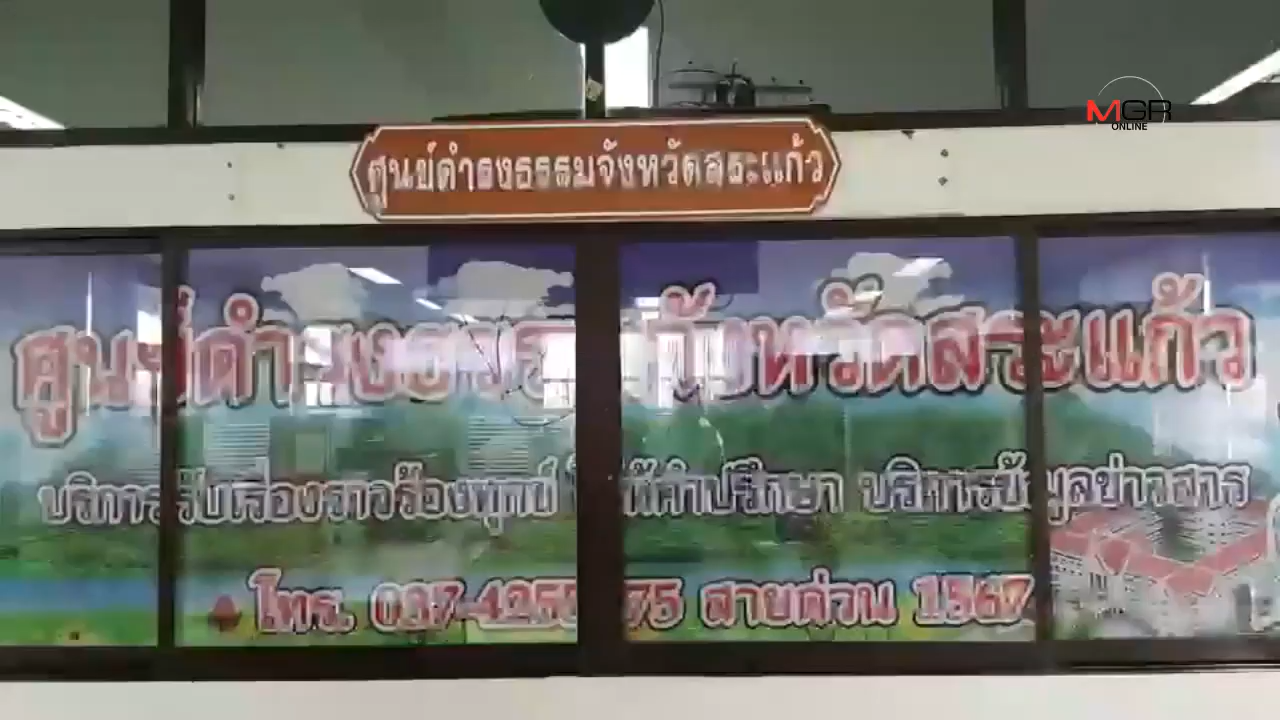 MGR
ONLINE
ศูนย์ดำรงธรรมจังหวัดสระแก้ว
ศูนย์ดำรงธรรมจังหวัดสระแก้ว
บริการรับเรื่องราวร้องทุกข์ ให้คำปรึกษา บริการข้อมูลข่าวสาร
โทร. สายด่วน 1567